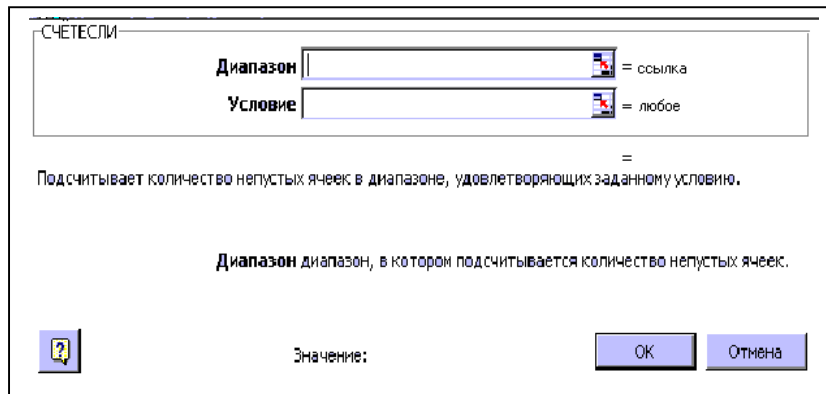 СЧЕТЕСЛИ
Диапазон = ссылка
Условие = любое
=
Подсчитывает количество непустых ячеек в диапазоне, удовлетворяющих заданному условию.
Диапазон диапазон, в котором подсчитывается количество непустых ячеек.
Значение: ОК Отмена